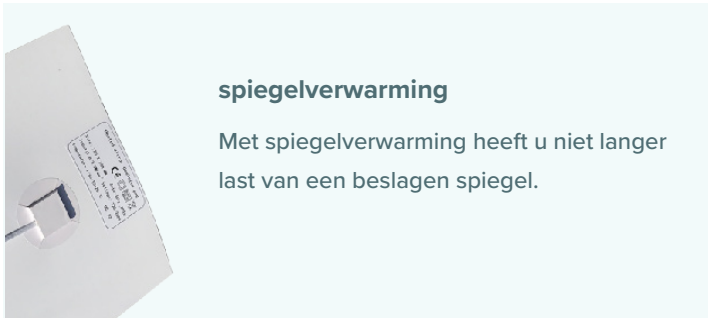 spiegelverwarming
Met spiegelverwarming heeft u niet langer
last van een beslagen spiegel.